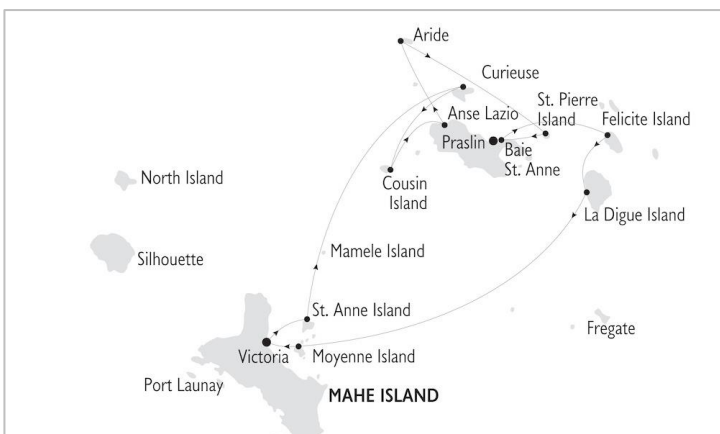 Aride
Curieuse
Anse Lazio
St. Pierre
Island
Felicite Island
Praslin
Baie
St. Anne
Cousin
Island
North Island
La Digue Island
Mamele Island
Silhouette
St. Anne Island
Fregate
Victoria
Moyenne Island
Port Launay
MAHE ISLAND